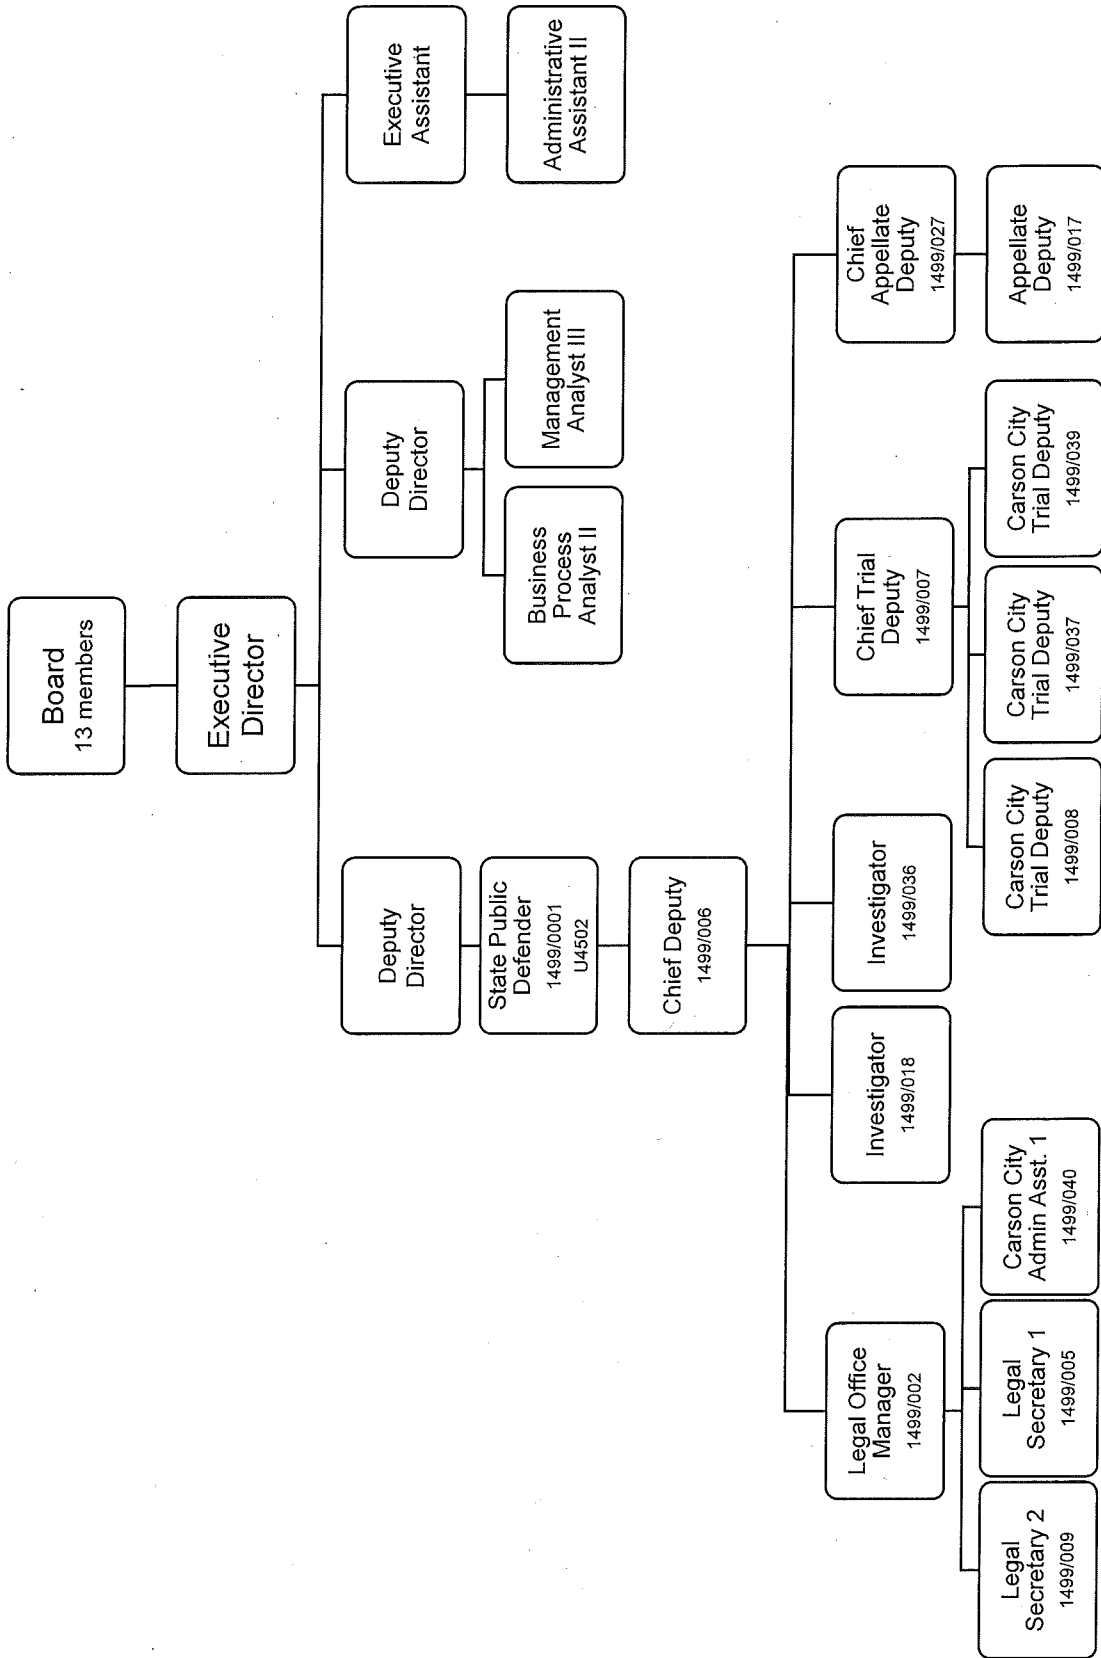 Board
13 members
Executive
Director
Deputy
Director
Deputy
Director
Executive
Assistant
State Public
Defender
1499/0001
U4502
Business
Process
Analyst II
Management
Analyst III
Administrative
Assistant II
Chief Deputy
1499/006
Legal Office
Manager
1499/002
Investigator
1499/018
Investigator
1499/036
Chief Trial
Deputy
1499/007
Chief
Appellate
Deputy
1499/027
Legal
Secretary 2
1499/009
Legal
Secretary 1
1499/005
Carson City
Admin Asst. 1
1499/040
Carson City
Trial Deputy
1499/008
Carson City
Trial Deputy
1499/037
Carson City
Trial Deputy
1499/039
Appellate
Deputy
1499/017